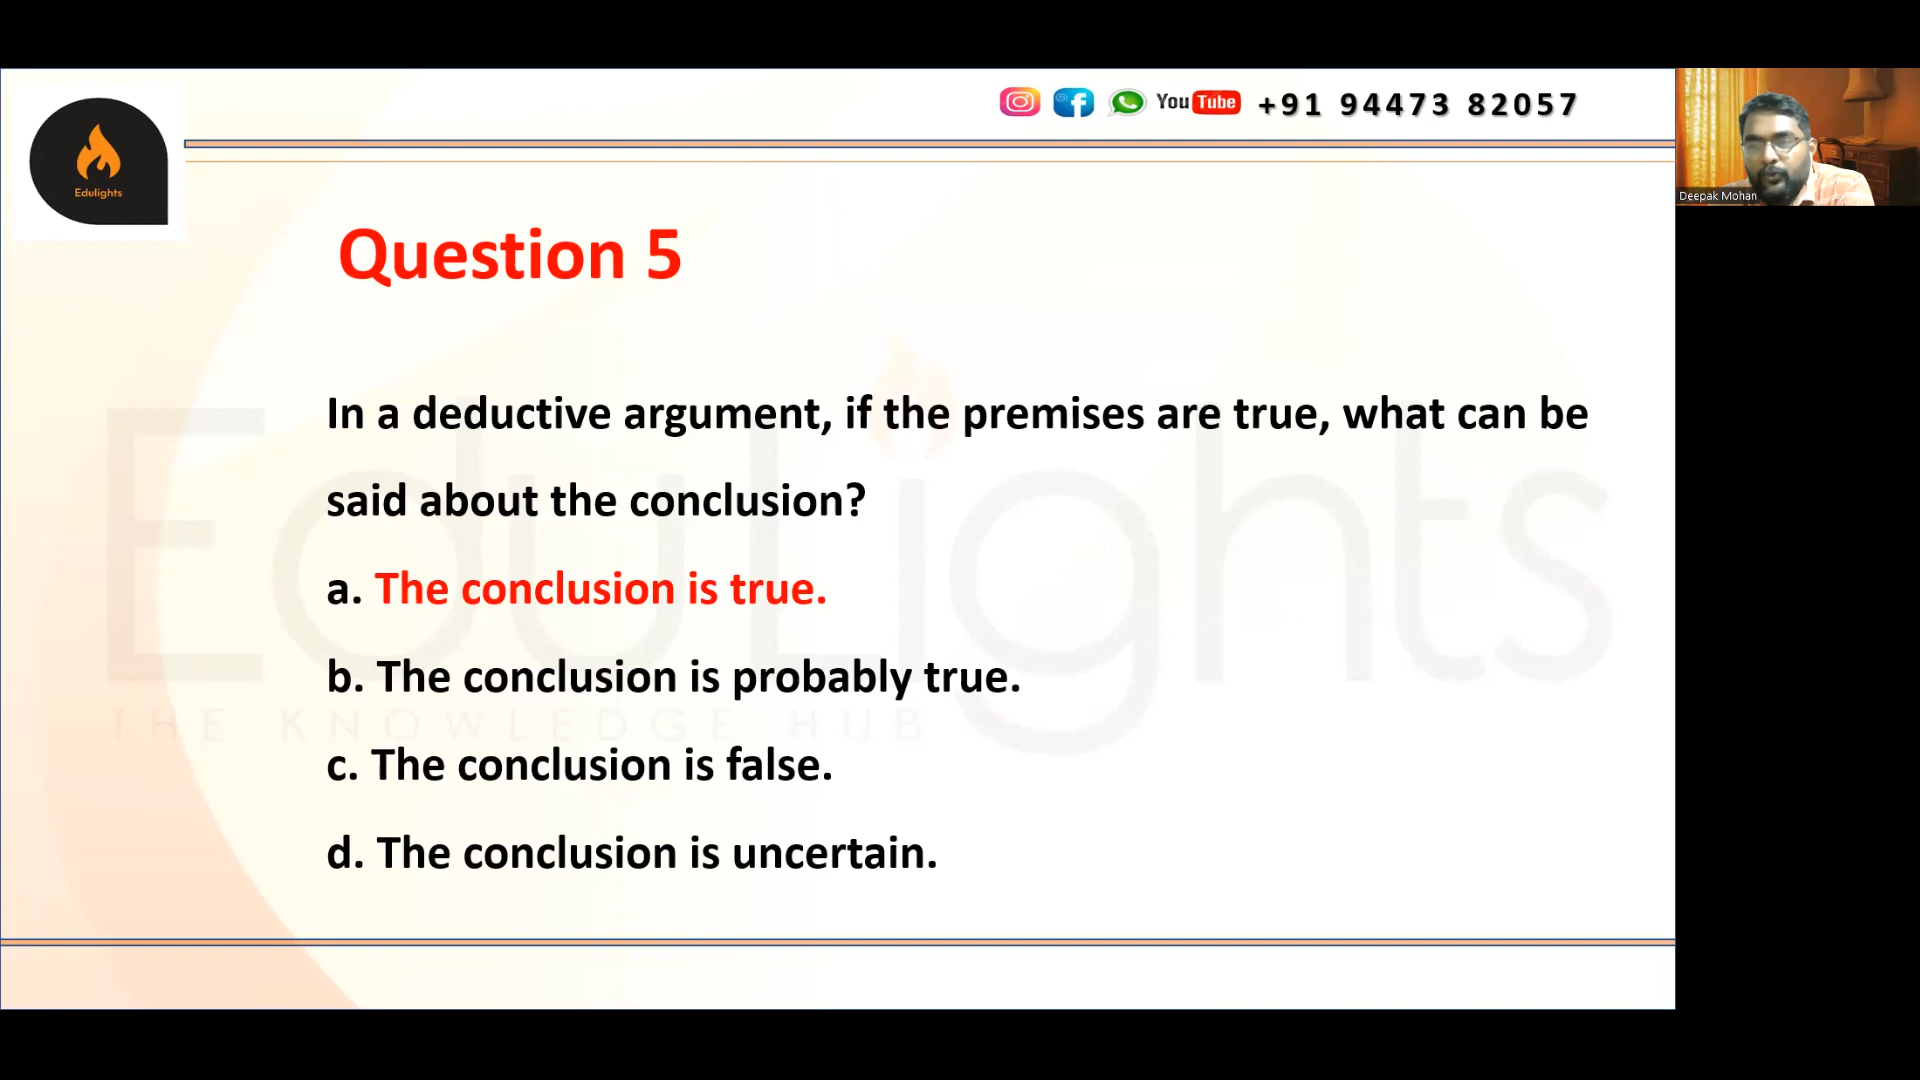 You Tube +91 94473 82057
Edulights
Deepak Mohan
Question 5
In a deductive argument, if the premises are true, what can be
said about the conclusion?
a. The conclusion is true.
b. The conclusion is probably true.
c. The conclusion is false.
d. The conclusion is uncertain.
EduLights
THE KNOWLEDGE HUB